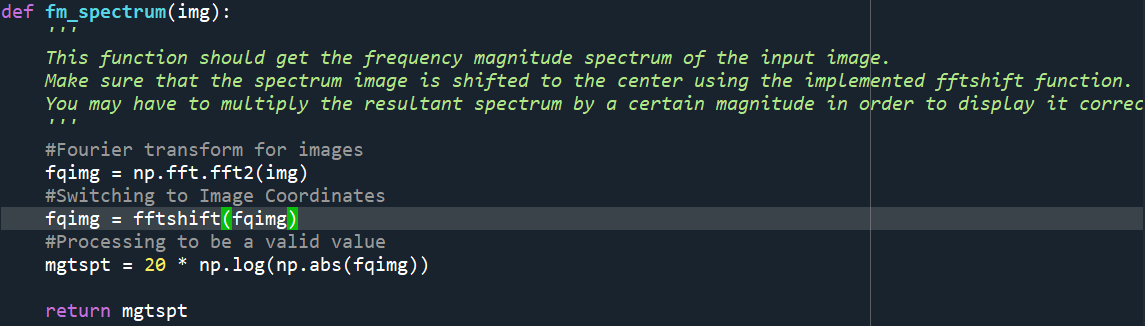 def fm_spectrum(img):
'''
This function should get the frequency magnitude spectrum of the input image.
Make sure that the spectrum image is shifted to the center using the implemented fftshift function.
You may have to multiply the resultant spectrum by a certain magnitude in order to display it correc
'''
#Fourier transform for images
fqimg = np.fft.fft2(img)
#Switching to Image Coordinates
fqimg = fftshift(fqimg)
#Processing to be a valid value
mgtspt = 20 * np.log(np.abs(fqimg))
return mgtspt